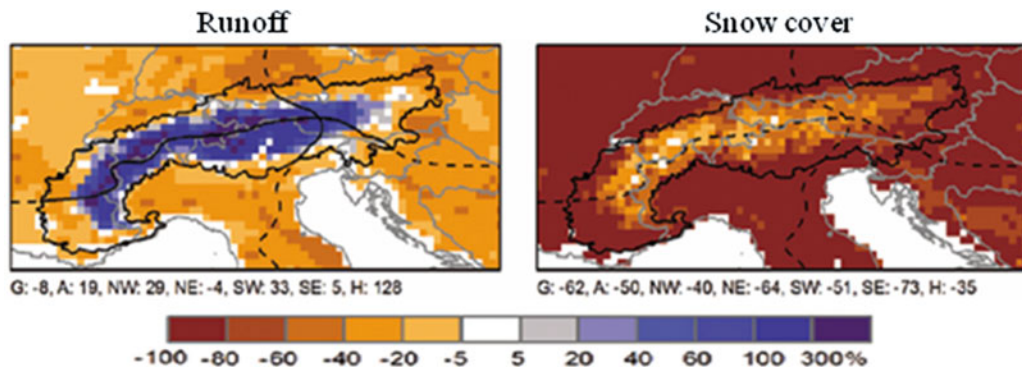 Runoff
Snow cover
G: -8, A: 19, NW: 29, NE: -4, SW: 33, SE: 5, H: 128
G: -62, A: -50, NW: -40, NE: -64, SW: -51, SE: -73, H: -35
-100 -80 -60 -40 -20 -5 5 20 40 60 100 300%